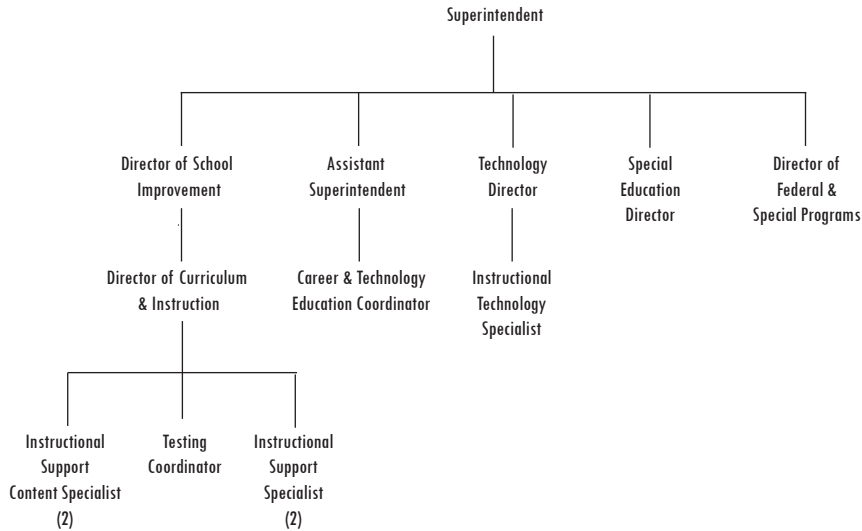 Superintendent
Director of School
Improvement
Assistant
Superintendent
Technology
Director
Special
Education
Director
Director of
Federal &
Special Programs
Director of Curriculum
& Instruction
Career & Technology
Education Coordinator
Instructional
Technology
Specialist
Instructional
Support
Content Specialist
(2)
Testing
Coordinator
Instructional
Support
Specialist
(2)